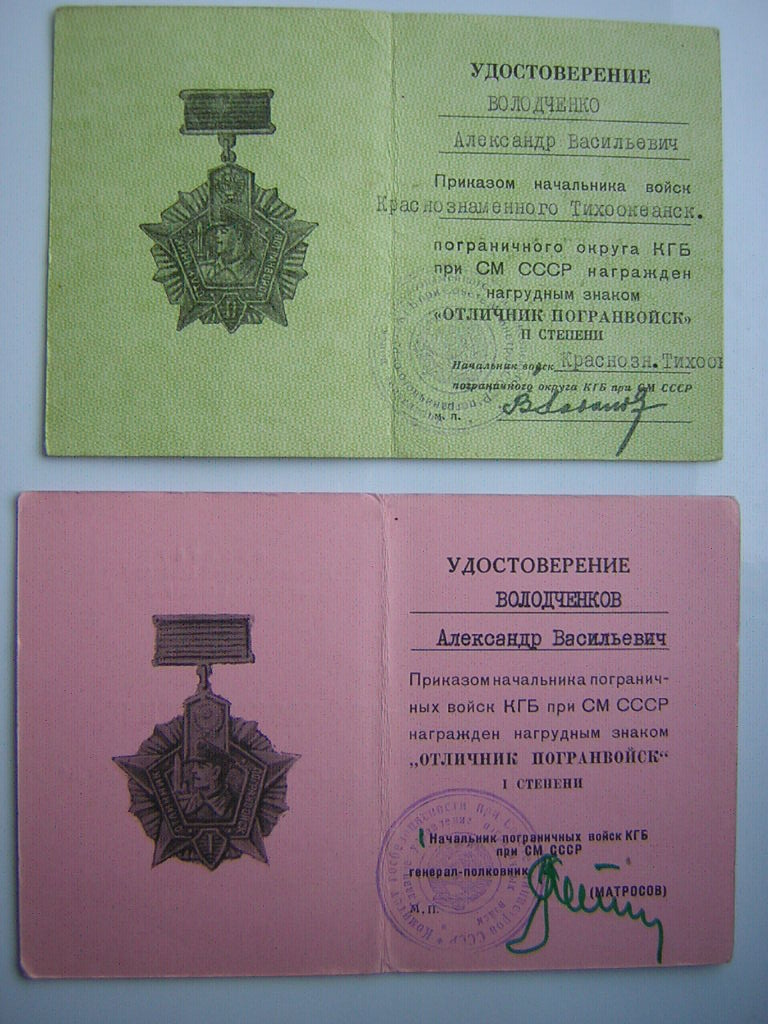 УДОСТОВЕРЕНИЕ
ВОЛОДЧЕНКО
Александр Васильевич
Приказом начальника войск
Краснознаменного Тихоокеанск.
пограничного округа КГБ
при СМ СССР награжден
нагрудным знаком
«ОТЛИЧНИК ПОГРАНВОЙСК»
II СТЕПЕНИ
Начальник войск Краснозн.Тихоок
пограничного округа КГБ при СМ СССР
М. П.
УДОСТОВЕРЕНИЕ
ВОЛОДЧЕНКОВ
Александр Васильевич
Приказом начальника погранич-
ных войск КГБ при СМ СССР
награжден нагрудным знаком
„ОТЛИЧНИК ПОГРАНВОЙСК“
I СТЕПЕНИ
Начальник пограничных войск КГБ
при СМ СССР
генерал-полковник
(МАТРОСОВ)
М. П.